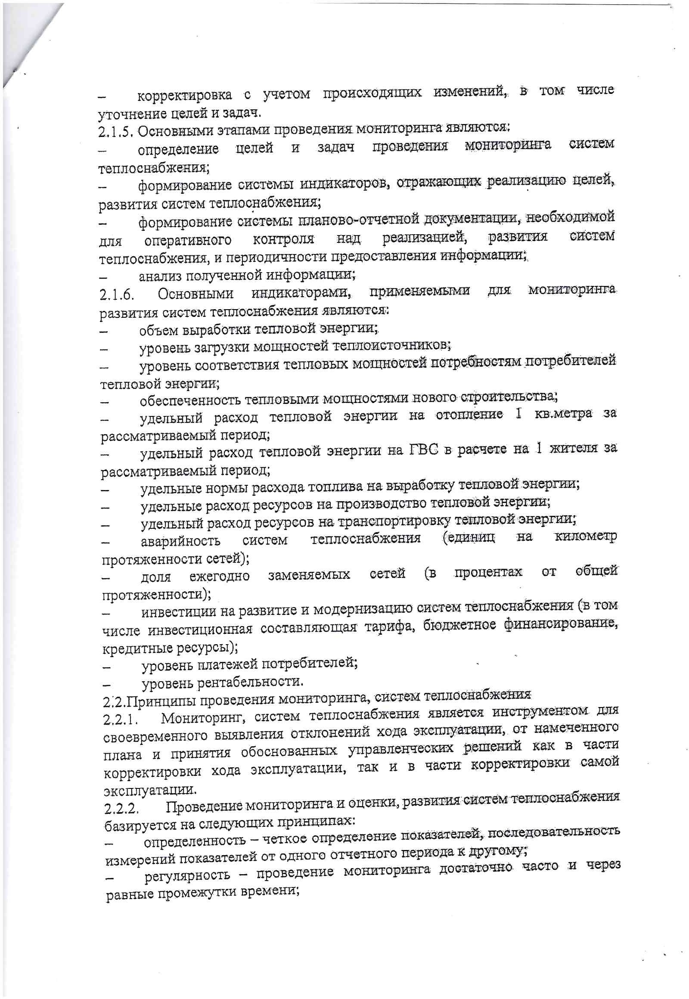 – корректировка с учетом происходящих изменений, в том числе
уточнение целей и задач.
2.1.5. Основными этапами проведения мониторинга являются:
– определение целей и задач проведения мониторинга систем
теплоснабжения;
– формирование системы индикаторов, отражающих реализацию целей,
развития систем теплоснабжения;
– формирование системы планово-отчетной документации, необходимой
для оперативного контроля над реализацией, развития систем
теплоснабжения, и периодичности предоставления информации;
– анализ полученной информации;
2.1.6. Основными индикаторами, применяемыми для мониторинга
развития систем теплоснабжения являются:
– объем выработки тепловой энергии;
– уровень загрузки мощностей теплоисточников;
– уровень соответствия тепловых мощностей потребностям потребителей
тепловой энергии;
– обеспеченность тепловыми мощностями нового строительства;
– удельный расход тепловой энергии на отопление 1 кв.метра за
рассматриваемый период;
– удельный расход тепловой энергии на ГВС в расчете на 1 жителя за
рассматриваемый период;
– удельные нормы расхода топлива на выработку тепловой энергии;
– удельные расход ресурсов на производство тепловой энергии;
– удельный расход ресурсов на транспортировку тепловой энергии;
– аварийность систем теплоснабжения (единиц на километр
протяженности сетей);
– доля ежегодно заменяемых сетей (в процентах от общей
протяженности);
– инвестиции на развитие и модернизацию систем теплоснабжения (в том
числе инвестиционная составляющая тарифа, бюджетное финансирование,
кредитные ресурсы);
– уровень платежей потребителей;
– уровень рентабельности.
2.2.Принципы проведения мониторинга, систем теплоснабжения
2.2.1. Мониторинг, систем теплоснабжения является инструментом для
своевременного выявления отклонений хода эксплуатации, от намеченного
плана и принятия обоснованных управленческих решений как в части
корректировки хода эксплуатации, так и в части корректировки самой
эксплуатации.
2.2.2. Проведение мониторинга и оценки, развития систем теплоснабжения
базируется на следующих принципах:
– определенность – четкое определение показателей, последовательность
измерений показателей от одного отчетного периода к другому;
– регулярность – проведение мониторинга достаточно часто и через
равные промежутки времени;